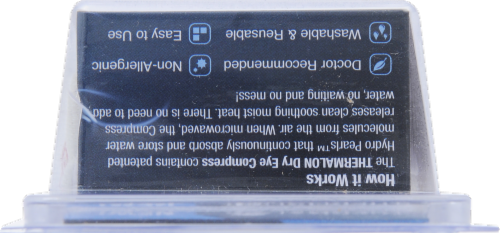 How it Works
The THERMALON Dry Eye Compress contains patented
Hydro Pearls™ that continuously absorb and store water
molecules from the air. When microwaved, the Compress
releases clean soothing moist heat. There is no need to add
water, no waiting and no mess!
Doctor Recommended Non-Allergenic
Washable & Reusable Easy to Use